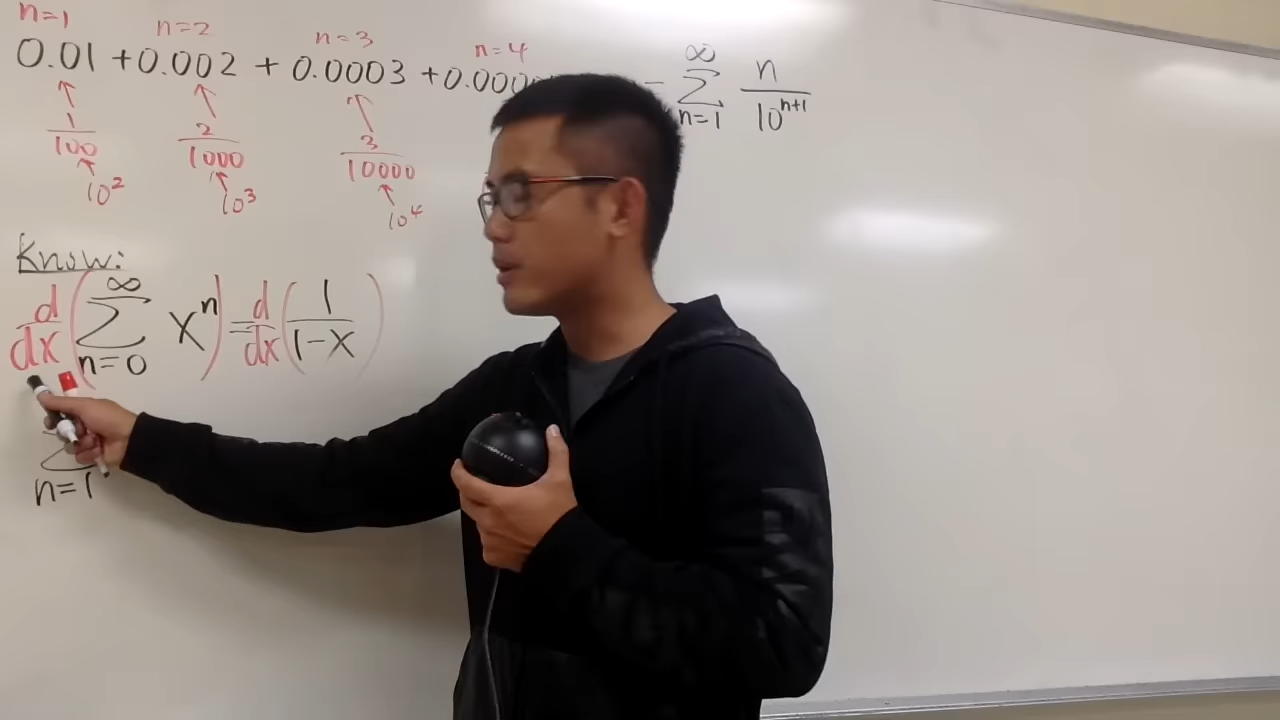 n=1 n=2 n=3 n=4
0.01 + 0.002 + 0.0003 + 0.000 = ∞ ∑ n=1 n / 10^{n+1}
1/100 2/1000 3/10000
10² 10³ 10⁴
Know:
d/dx ( ∞ ∑ n=0 xⁿ ) = d/dx ( 1 / 1-x )
∑
n=1